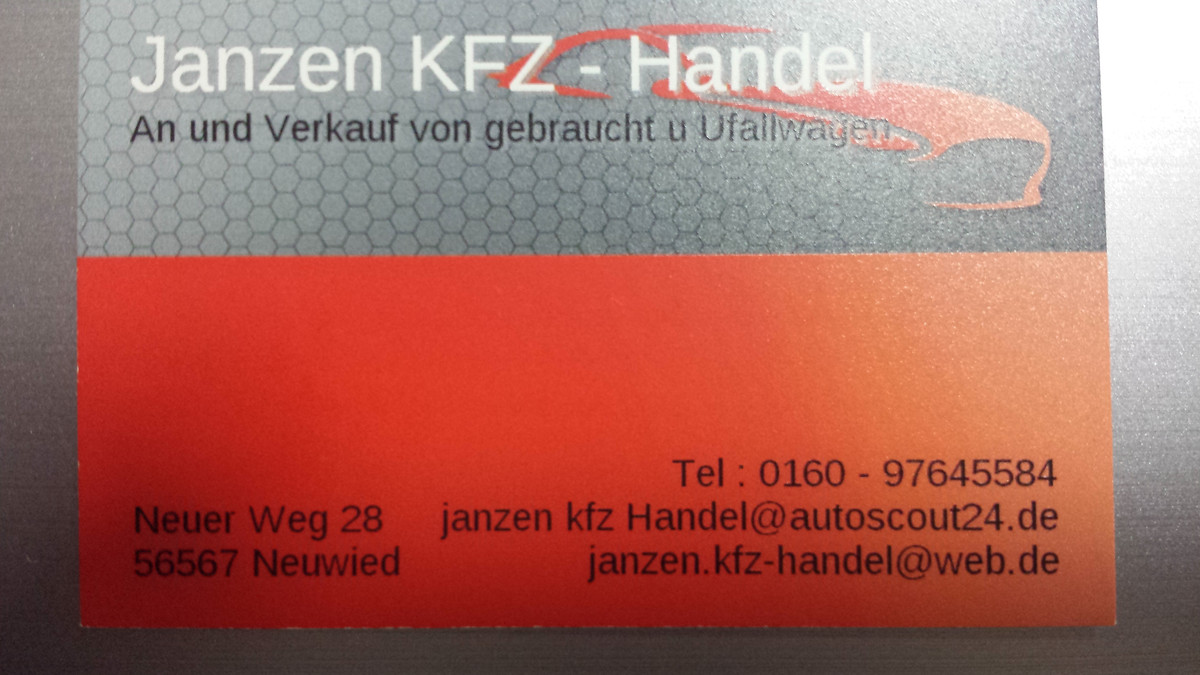 Janzen KFZ - Handel
An und Verkauf von gebraucht u Ufallwagen
Tel : 0160 - 97645584
Neuer Weg 28 janzen kfz Handel@autoscout24.de
56567 Neuwied janzen.kfz-handel@web.de